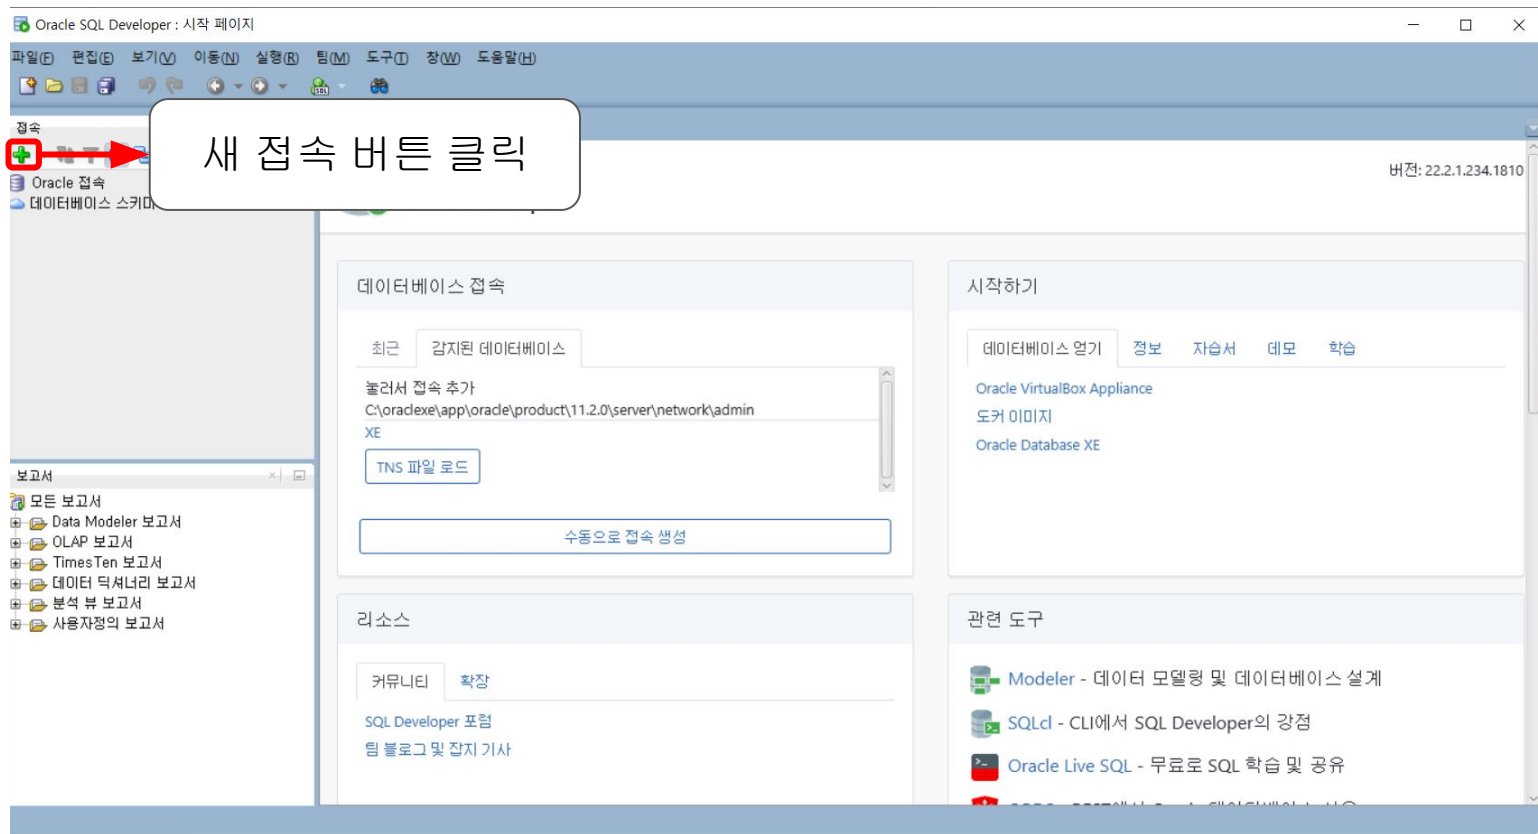 Oracle SQL Developer : 시작 페이지
파일(F) 편집(E) 보기(V) 이동(N) 실행(R) 팀(M) 도구(T) 창(W) 도움말(H)
접속
새 접속 버튼 클릭
Oracle 접속
데이터베이스 스키마
버전: 22.2.1.234.1810
데이터베이스 접속
최근 감지된 데이터베이스
눌러서 접속 추가
C:\oraclexe\app\oracle\product\11.2.0\server\network\admin
XE
TNS 파일 로드
수동으로 접속 생성
시작하기
데이터베이스 얻기 정보 자습서 데모 학습
Oracle VirtualBox Appliance
도커 이미지
Oracle Database XE
보고서
모든 보고서
Data Modeler 보고서
OLAP 보고서
TimesTen 보고서
데이터 딕셔너리 보고서
분석 뷰 보고서
사용자정의 보고서
리소스
커뮤니티 확장
SQL Developer 포럼
팀 블로그 및 잡지 기사
관련 도구
Modeler - 데이터 모델링 및 데이터베이스 설계
SQLcl - CLI에서 SQL Developer의 강점
Oracle Live SQL - 무료로 SQL 학습 및 공유